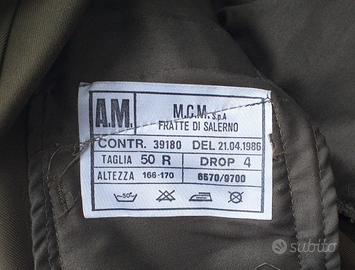 A.M.
M.C.M. S.p.A
FRATTE DI SALERNO
CONTR. 39180 DEL 21.04.1986
TAGLIA 50 R DROP 4
ALTEZZA 166-170 6570/9700
50°
subito